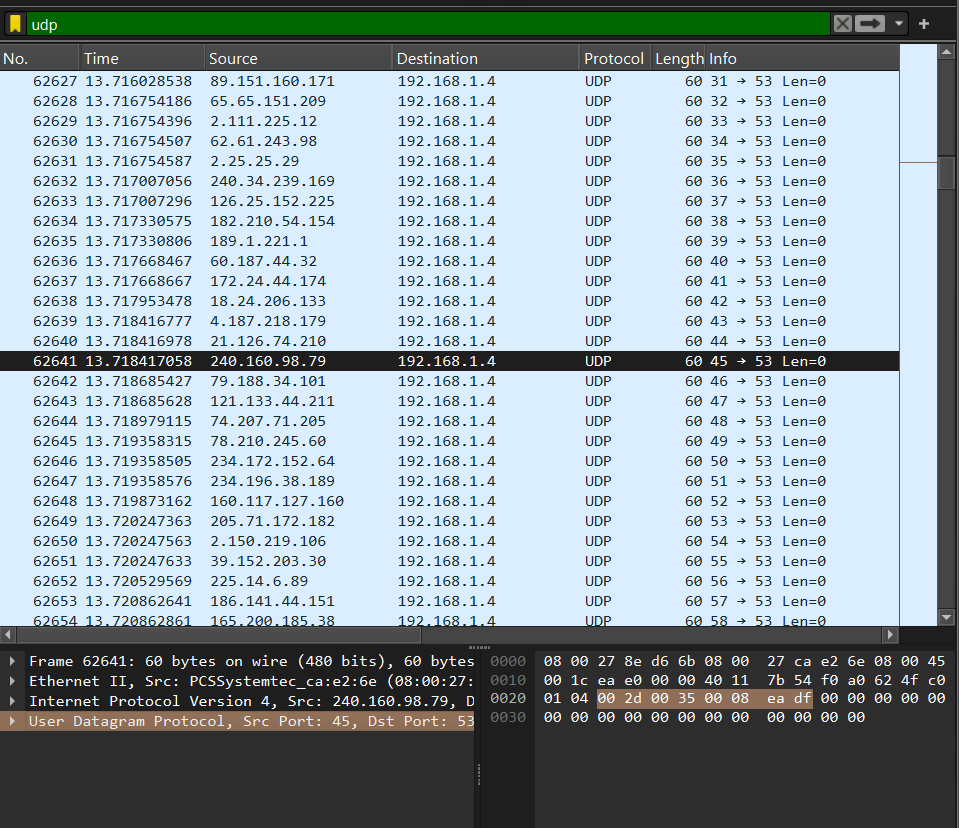 udp
No. Time Source Destination Protocol Length Info
62627 13.716028538 89.151.160.171 192.168.1.4 UDP 60 31 → 53 Len=0
62628 13.716754186 65.65.151.209 192.168.1.4 UDP 60 32 → 53 Len=0
62629 13.716754396 2.111.225.12 192.168.1.4 UDP 60 33 → 53 Len=0
62630 13.716754507 62.61.243.98 192.168.1.4 UDP 60 34 → 53 Len=0
62631 13.716754587 2.25.25.29 192.168.1.4 UDP 60 35 → 53 Len=0
62632 13.717007056 240.34.239.169 192.168.1.4 UDP 60 36 → 53 Len=0
62633 13.717007296 126.25.152.225 192.168.1.4 UDP 60 37 → 53 Len=0
62634 13.717330575 182.210.54.154 192.168.1.4 UDP 60 38 → 53 Len=0
62635 13.717330806 189.1.221.1 192.168.1.4 UDP 60 39 → 53 Len=0
62636 13.717668467 60.187.44.32 192.168.1.4 UDP 60 40 → 53 Len=0
62637 13.717668667 172.24.44.174 192.168.1.4 UDP 60 41 → 53 Len=0
62638 13.717953478 18.24.206.133 192.168.1.4 UDP 60 42 → 53 Len=0
62639 13.718416777 4.187.218.179 192.168.1.4 UDP 60 43 → 53 Len=0
62640 13.718416978 21.126.74.210 192.168.1.4 UDP 60 44 → 53 Len=0
62641 13.718417058 240.160.98.79 192.168.1.4 UDP 60 45 → 53 Len=0
62642 13.718685427 79.188.34.101 192.168.1.4 UDP 60 46 → 53 Len=0
62643 13.718685628 121.133.44.211 192.168.1.4 UDP 60 47 → 53 Len=0
62644 13.718979115 74.207.71.205 192.168.1.4 UDP 60 48 → 53 Len=0
62645 13.719358315 78.210.245.60 192.168.1.4 UDP 60 49 → 53 Len=0
62646 13.719358505 234.172.152.64 192.168.1.4 UDP 60 50 → 53 Len=0
62647 13.719358576 234.196.38.189 192.168.1.4 UDP 60 51 → 53 Len=0
62648 13.719873162 160.117.127.160 192.168.1.4 UDP 60 52 → 53 Len=0
62649 13.720247363 205.71.172.182 192.168.1.4 UDP 60 53 → 53 Len=0
62650 13.720247563 2.150.219.106 192.168.1.4 UDP 60 54 → 53 Len=0
62651 13.720247633 39.152.203.30 192.168.1.4 UDP 60 55 → 53 Len=0
62652 13.720529569 225.14.6.89 192.168.1.4 UDP 60 56 → 53 Len=0
62653 13.720862641 186.141.44.151 192.168.1.4 UDP 60 57 → 53 Len=0
62654 13.720862861 165.200.185.38 192.168.1.4 UDP 60 58 → 53 Len=0
Frame 62641: 60 bytes on wire (480 bits), 60 bytes
Ethernet II, Src: PCSSystemtec_ca:e2:6e (08:00:27:
Internet Protocol Version 4, Src: 240.160.98.79, D
User Datagram Protocol, Src Port: 45, Dst Port: 53
0000 08 00 27 8e d6 6b 08 00 27 ca e2 6e 08 00 45
0010 00 1c ea e0 00 00 40 11 7b 54 f0 a0 62 4f c0
0020 01 04 00 2d 00 35 00 08 ea df 00 00 00 00 00
0030 00 00 00 00 00 00 00 00 00 00 00 00